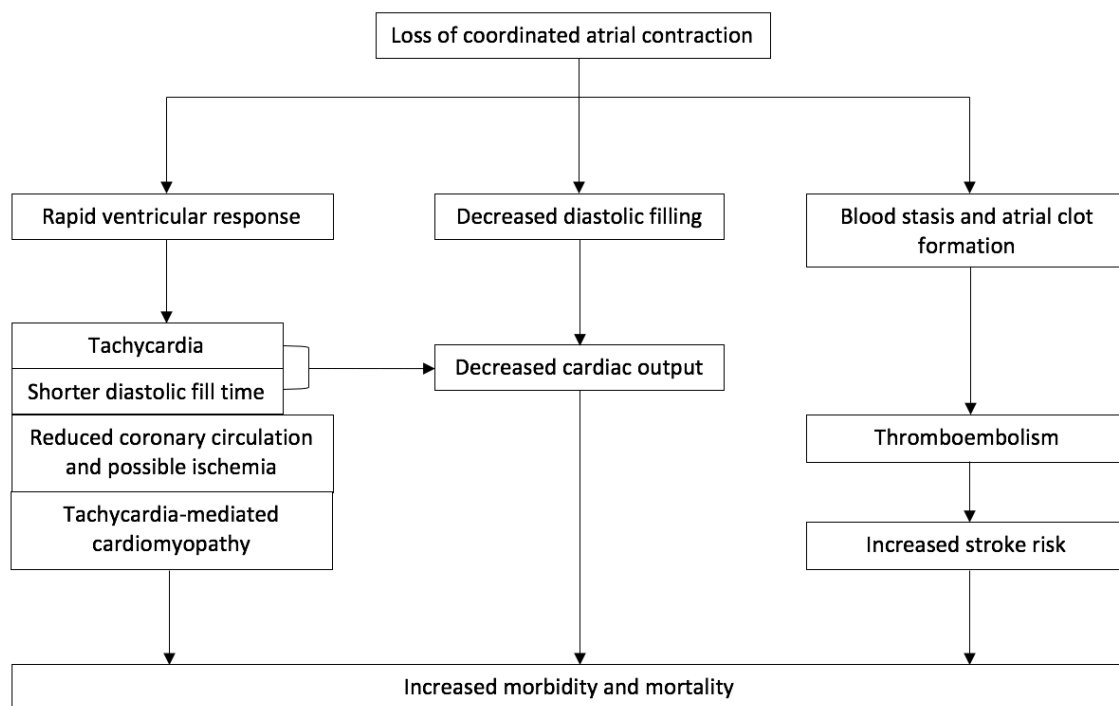 Loss of coordinated atrial contraction
Rapid ventricular response
Decreased diastolic filling
Blood stasis and atrial clot
formation
Tachycardia
Shorter diastolic fill time
Decreased cardiac output
Reduced coronary circulation
and possible ischemia
Thromboembolism
Tachycardia-mediated
cardiomyopathy
Increased stroke risk
Increased morbidity and mortality